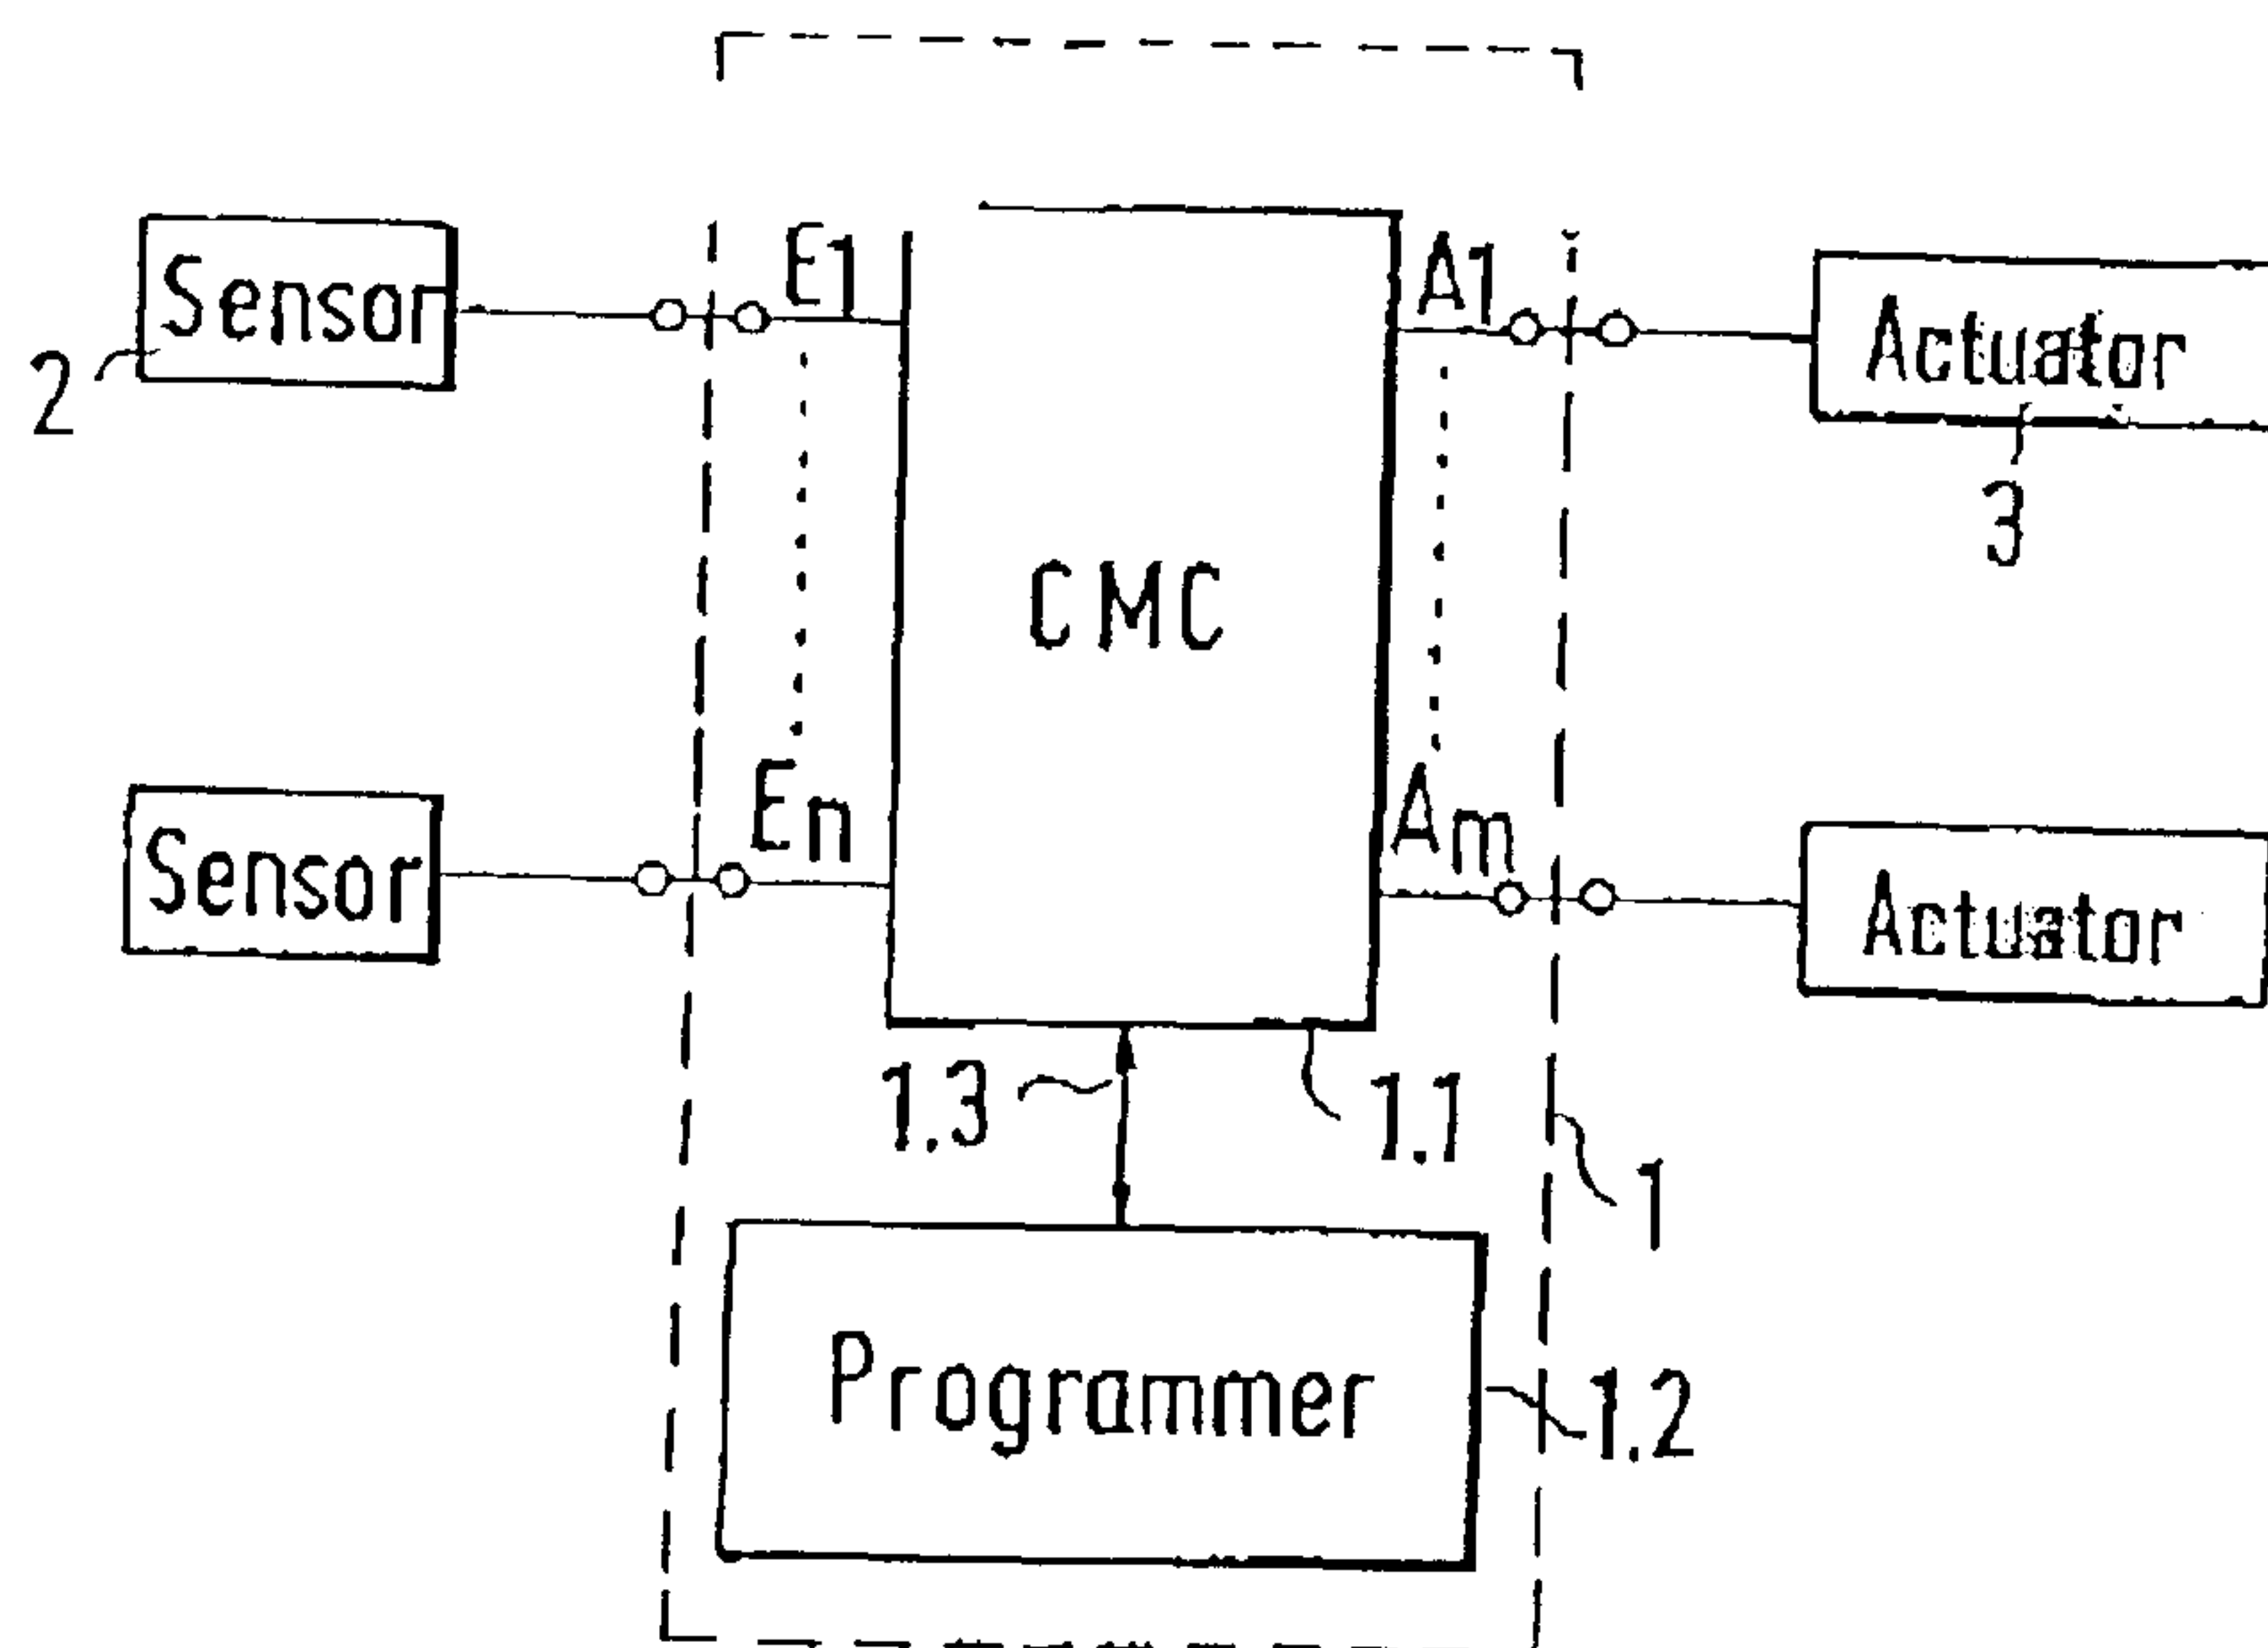 E1
A1
Sensor
Actuator
2
3
CMC
En
Am
Sensor
Actuator
1.3
1.1
1
Programmer
1.2